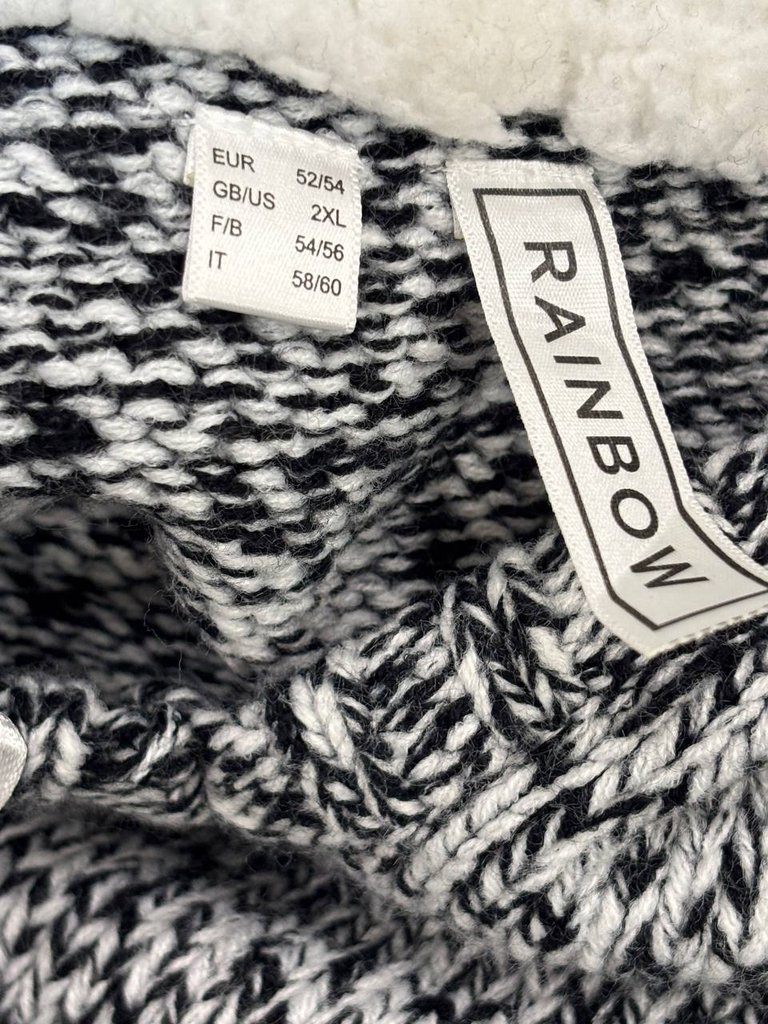 EUR 52/54
GB/US 2XL
F/B 54/56
IT 58/60
RAINBOW